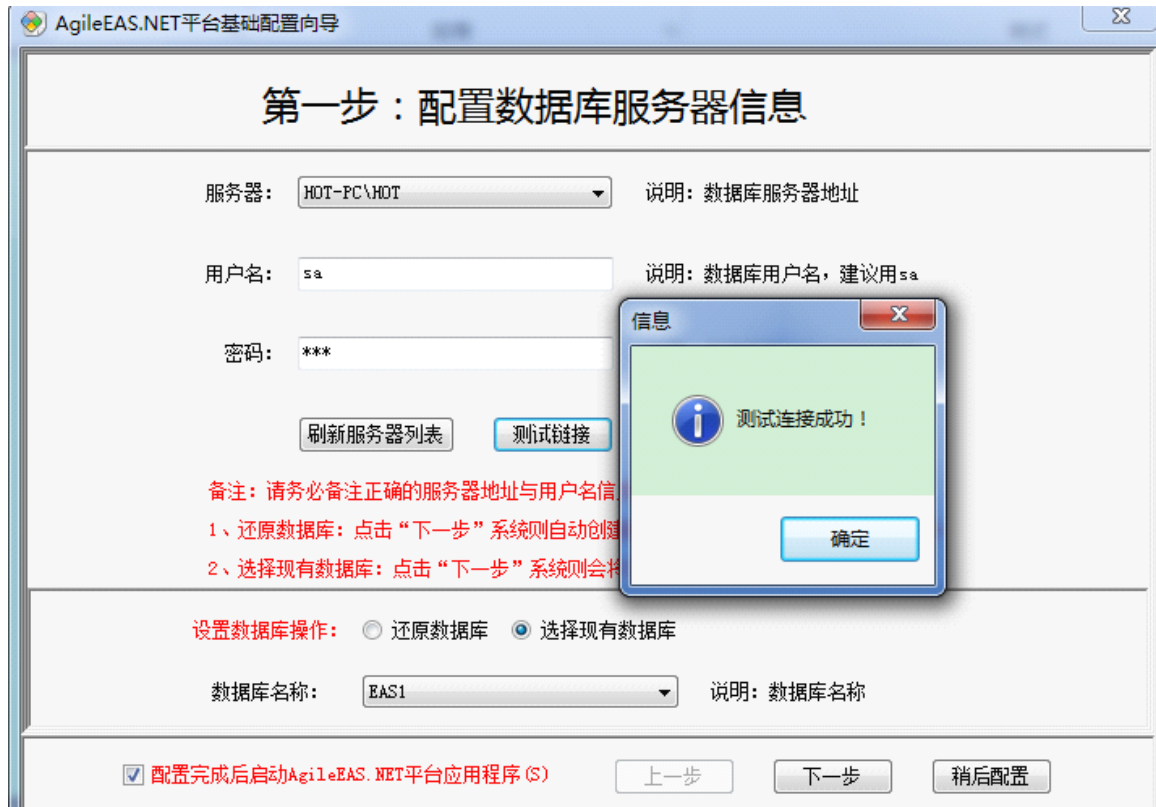 AgileEAS.NET平台基础配置向导
第一步：配置数据库服务器信息
服务器： HOT-PC\HOT 说明：数据库服务器地址
用户名： sa 说明：数据库用户名，建议用sa
信息
密码： ***
测试连接成功！
刷新服务器列表 测试链接
备注：请务必备注正确的服务器地址与用户名信
1、还原数据库：点击“下一步”系统则自动创建
确定
2、选择现有数据库：点击“下一步”系统则会将
设置数据库操作： 还原数据库 选择现有数据库
数据库名称： EAS1 说明：数据库名称
配置完成后启动AgileEAS.NET平台应用程序(S) 上一步 下一步 稍后配置